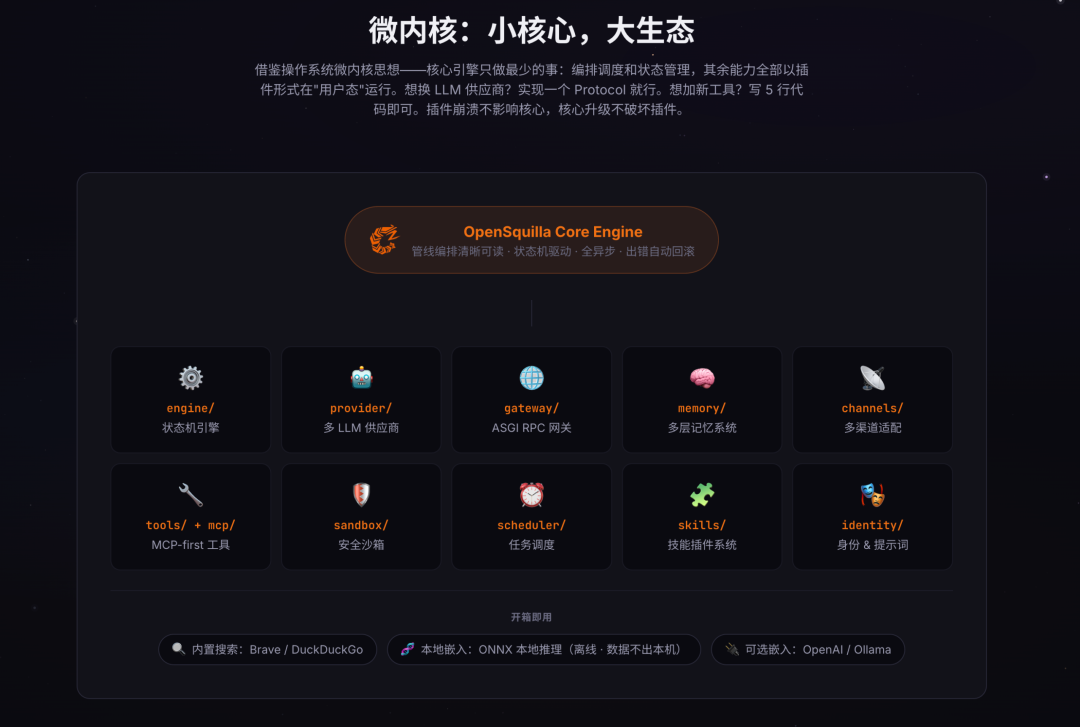 微内核：小核心，大生态
借鉴操作系统微内核思想——核心引擎只做最少的事：编排调度和状态管理，其余能力全部以插
件形式在"用户态"运行。想换 LLM 供应商？实现一个 Protocol 就行。想加新工具？写 5 行代
码即可。插件崩溃不影响核心，核心升级不破坏插件。
OpenSquilla Core Engine
管线编排清晰可读 · 状态机驱动 · 全异步 · 出错自动回滚
engine/
状态机引擎
provider/
多 LLM 供应商
gateway/
ASGI RPC 网关
memory/
多层记忆系统
channels/
多渠道适配
tools/ + mcp/
MCP-first 工具
sandbox/
安全沙箱
scheduler/
任务调度
skills/
技能插件系统
identity/
身份 & 提示词
开箱即用
内置搜索：Brave / DuckDuckGo
本地嵌入：ONNX 本地推理（离线 · 数据不出本机）
可选嵌入：OpenAI / Ollama